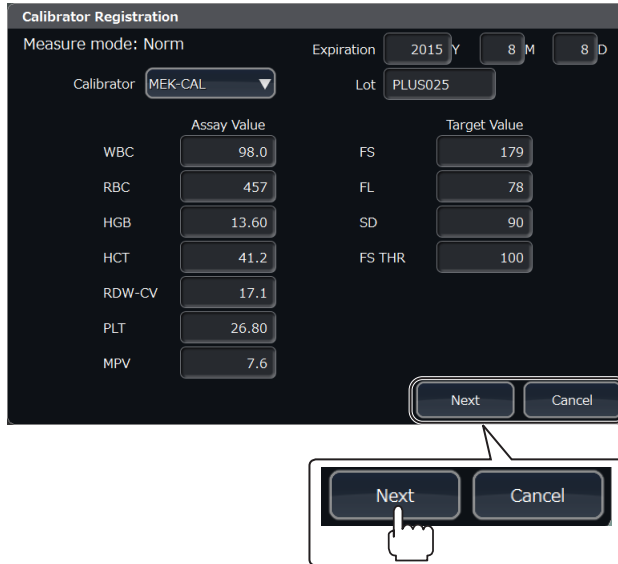 Calibrator Registration
Measure mode: Norm
Expiration 2015 Y 8 M 8 D
Calibrator MEK-CAL
Lot PLUS025
Assay Value
Target Value
WBC 98.0
FS 179
RBC 457
FL 78
HGB 13.60
SD 90
HCT 41.2
FS THR 100
RDW-CV 17.1
PLT 26.80
MPV 7.6
Next
Cancel
Next
Cancel